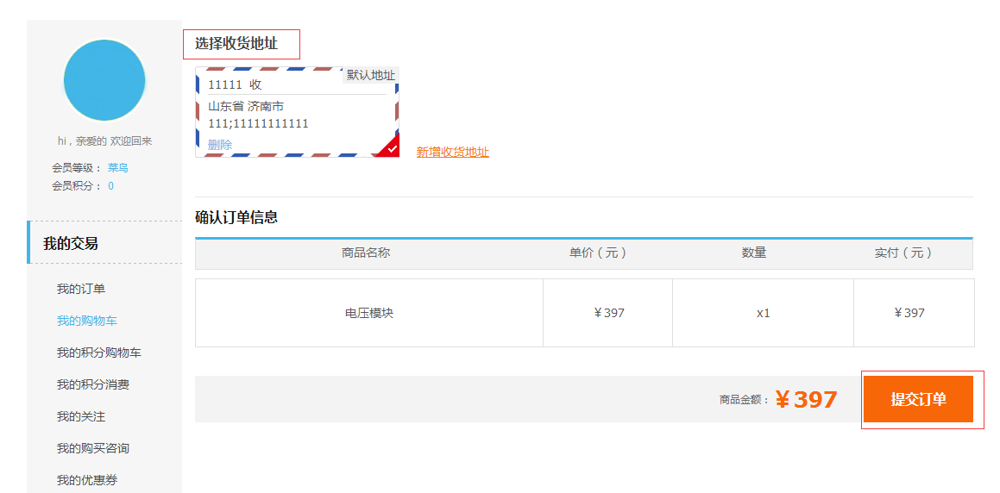 hi，亲爱的 欢迎回来
会员等级： 菜鸟
会员积分： 0
我的交易
我的订单
我的购物车
我的积分购物车
我的积分消费
我的关注
我的购买咨询
我的优惠券
选择收货地址
默认地址
11111 收
山东省 济南市
111;11111111111
删除
新增收货地址
确认订单信息
商品名称 单价（元） 数量 实付（元）
电压模块 ￥397 x1 ￥397
商品金额： ￥397 提交订单